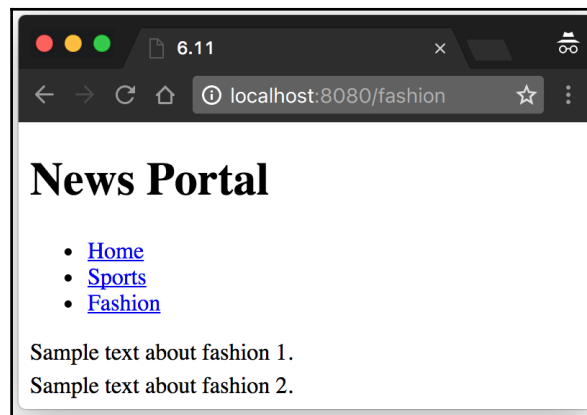 6.11
localhost:8080/fashion
News Portal
Home
Sports
Fashion
Sample text about fashion 1.
Sample text about fashion 2.